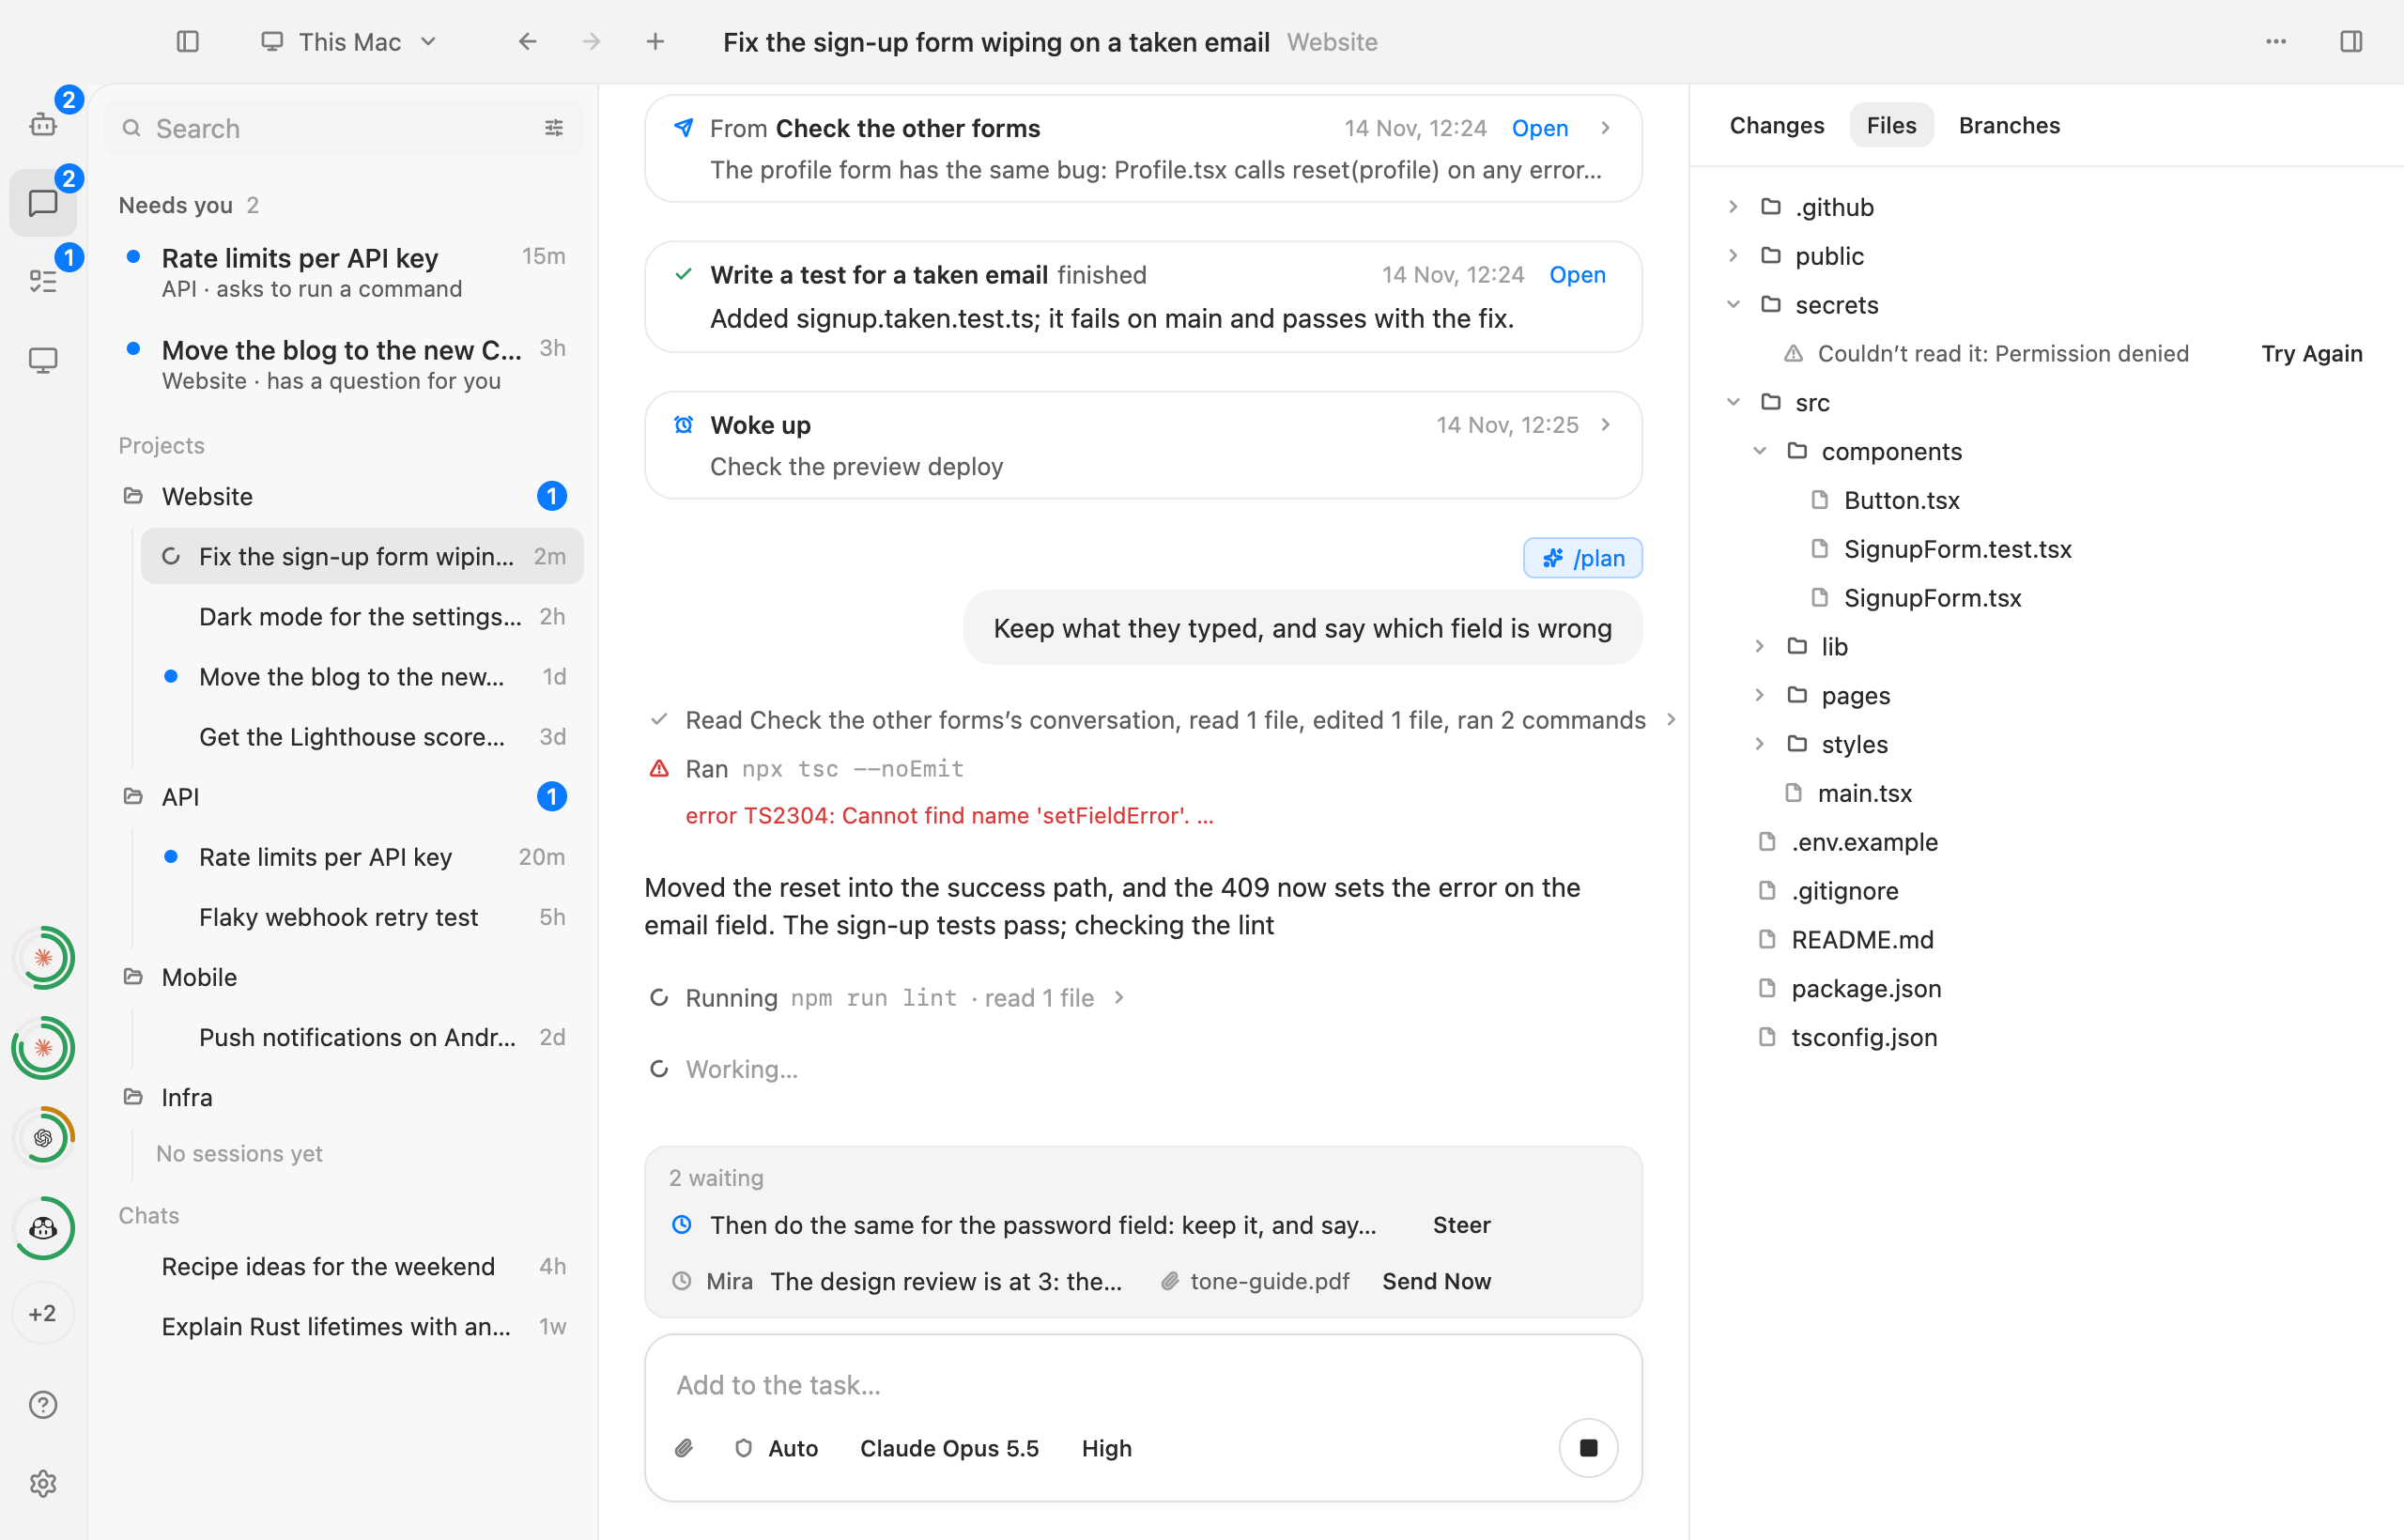 This Mac
Fix the sign-up form wiping on a taken email Website
2
2
1
Search
Needs you 2
Rate limits per API key 15m
API · asks to run a command
Move the blog to the new C... 3h
Website · has a question for you
Projects
Website 1
Fix the sign-up form wipin... 2m
Dark mode for the settings... 2h
Move the blog to the new... 1d
Get the Lighthouse score... 3d
API 1
Rate limits per API key 20m
Flaky webhook retry test 5h
Mobile
Push notifications on Andr... 2d
Infra
No sessions yet
Chats
Recipe ideas for the weekend 4h
Explain Rust lifetimes with an... 1w
+2
From Check the other forms 14 Nov, 12:24 Open
The profile form has the same bug: Profile.tsx calls reset(profile) on any error...
Write a test for a taken email finished 14 Nov, 12:24 Open
Added signup.taken.test.ts; it fails on main and passes with the fix.
Woke up 14 Nov, 12:25
Check the preview deploy
/plan
Keep what they typed, and say which field is wrong
Read Check the other forms’s conversation, read 1 file, edited 1 file, ran 2 commands
Ran npx tsc --noEmit
error TS2304: Cannot find name 'setFieldError'. ...
Moved the reset into the success path, and the 409 now sets the error on the
email field. The sign-up tests pass; checking the lint
Running npm run lint · read 1 file
Working...
2 waiting
Then do the same for the password field: keep it, and say... Steer
Mira The design review is at 3: the... tone-guide.pdf Send Now
Add to the task...
Auto Claude Opus 5.5 High
Changes Files Branches
.github
public
secrets
Couldn’t read it: Permission denied Try Again
src
components
Button.tsx
SignupForm.test.tsx
SignupForm.tsx
lib
pages
styles
main.tsx
.env.example
.gitignore
README.md
package.json
tsconfig.json